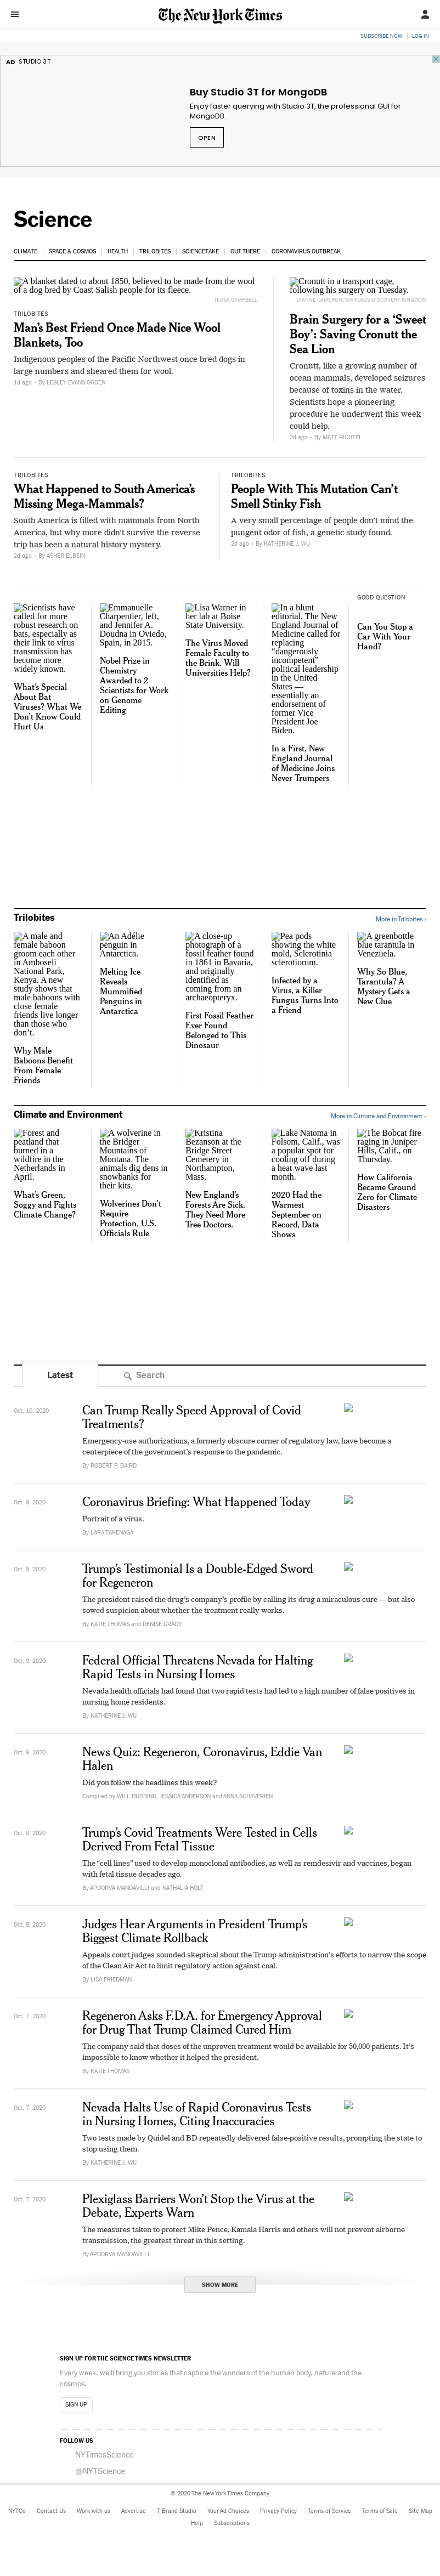 The New York Times
SUBSCRIBE NOW | LOG IN
AD STUDIO 3T
Buy Studio 3T for MongoDB
Enjoy faster querying with Studio 3T, the professional GUI for
MongoDB.
OPEN
Science
CLIMATE | SPACE & COSMOS | HEALTH | TRILOBITES | SCIENCETAKE | OUT THERE | CORONAVIRUS OUTBREAK
A blanket dated to about 1850, believed to be made from the wool
of a dog bred by Coast Salish people for its fleece.
TESSA CAMPBELL
TRILOBITES
Man's Best Friend Once Made Nice Wool
Blankets, Too
Indigenous peoples of the Pacific Northwest once bred dogs in
large numbers and sheared them for wool.
1d ago - By LESLEY EVANS OGDEN
Cronutt in a transport cage,
following his surgery on Tuesday.
DIANNE CAMERON/SIX FLAGS DISCOVERY KINGDOM
Brain Surgery for a 'Sweet
Boy': Saving Cronutt the
Sea Lion
Cronutt, like a growing number of
ocean mammals, developed seizures
because of toxins in the water.
Scientists hope a pioneering
procedure he underwent this week
could help.
2d ago - By MATT RICHTEL
TRILOBITES
What Happened to South America's
Missing Mega-Mammals?
South America is filled with mammals from North
America, but why more didn't survive the reverse
trip has been a natural history mystery.
2d ago - By ASHER ELBEIN
TRILOBITES
People With This Mutation Can't
Smell Stinky Fish
A very small percentage of people don't mind the
pungent odor of fish, a genetic study found.
2d ago - By KATHERINE J. WU
Scientists
have
called for more
robust research on
bats, especially as
their link to virus
transmission has
become more
widely known.
What's Special
About Bat
Viruses? What We
Don't Know Could
Hurt Us
Emmanuelle
Charpentier, left,
and Jennifer A.
Doudna in Oviedo,
Spain, in 2015.
Nobel Prize in
Chemistry
Awarded to 2
Scientists for Work
on Genome
Editing
Lisa Warner in
her lab at Boise
State University.
The Virus Moved
Female Faculty to
the Brink. Will
Universities Help?
In a blunt
editorial, The New
England Journal of
Medicine called for
replacing
“dangerously
incompetent”
political leadership
in the United
States —
essentially an
endorsement of
former Vice
President Joe
Biden.
In a First, New
England Journal
of Medicine Joins
Never-Trumpers
GOOD QUESTION
Can You Stop a
Car With Your
Hand?
Trilobites
More in Trilobites ›
A male and
female baboon
groom each other
in Amboseli
National Park,
Kenya. A new
study shows that
male baboons with
close female
friends live longer
than those who
don't.
Why Male
Baboons Benefit
From Female
Friends
An Adélie
penguin in
Antarctica.
Melting Ice
Reveals
Mummified
Penguins in
Antarctica
A close-up
photograph of a
fossil feather found
in 1861 in Bavaria,
and originally
identified as
coming from an
archaeopteryx.
First Fossil Feather
Ever Found
Belonged to This
Dinosaur
Pea pods
showing the white
mold, Sclerotinia
sclerotiorum.
Infected by a
Virus, a Killer
Fungus Turns Into
a Friend
A greenbottle
blue tarantula in
Venezuela.
Why So Blue,
Tarantula? A
Mystery Gets a
New Clue
Climate and Environment
More in Climate and Environment ›
Forest and
peatland that
burned in a
wildfire in the
Netherlands in
April.
What's Green,
Soggy and Fights
Climate Change?
A wolverine in
the Bridger
Mountains of
Montana. The
animals dig dens in
snowbanks for
their kits.
Wolverines Don't
Require
Protection, U.S.
Officials Rule
Kristina
Bezanson at the
Bridge Street
Cemetery in
Northampton,
Mass.
New England's
Forests Are Sick.
They Need More
Tree Doctors.
Lake Natoma in
Folsom, Calif., was
a popular spot for
cooling off during
a heat wave last
month.
2020 Had the
Warmest
September on
Record, Data
Shows
The Bobcat fire
raging in Juniper
Hills, Calif., on
Thursday.
How California
Became Ground
Zero for Climate
Disasters
Latest
Search
Oct. 10, 2020
Can Trump Really Speed Approval of Covid
Treatments?
Emergency-use authorizations, a formerly obscure corner of regulatory law, have become a
centerpiece of the government's response to the pandemic.
By ROBERT P. BAIRD
Oct. 9, 2020
Coronavirus Briefing: What Happened Today
Portrait of a virus.
By LARA TAKENAGA
Oct. 9, 2020
Trump's Testimonial Is a Double-Edged Sword
for Regeneron
The president raised the drug's company's profile by calling its drug a miraculous cure — but also
sowed suspicion about whether the treatment really works.
By KATIE THOMAS and DENISE GRADY
Oct. 9, 2020
Federal Official Threatens Nevada for Halting
Rapid Tests in Nursing Homes
Nevada health officials had found that two rapid tests had led to a high number of false positives in
nursing home residents.
By KATHERINE J. WU
Oct. 9, 2020
News Quiz: Regeneron, Coronavirus, Eddie Van
Halen
Did you follow the headlines this week?
Compiled by WILL DUDDING, JESSICA ANDERSON and ANNA SCHAVERIEN
Oct. 8, 2020
Trump's Covid Treatments Were Tested in Cells
Derived From Fetal Tissue
The “cell lines” used to develop monoclonal antibodies, as well as remdesivir and vaccines, began
with fetal tissue decades ago.
By APOORVA MANDAVILLI and NATHALIA HOLT
Oct. 8, 2020
Judges Hear Arguments in President Trump's
Biggest Climate Rollback
Appeals court judges sounded skeptical about the Trump administration's efforts to narrow the scope
of the Clean Air Act to limit regulatory action against coal.
By LISA FRIEDMAN
Oct. 7, 2020
Regeneron Asks F.D.A. for Emergency Approval
for Drug That Trump Claimed Cured Him
The company said that doses of the unproven treatment would be available for 50,000 patients. It's
impossible to know whether it helped the president.
By KATIE THOMAS
Oct. 7, 2020
Nevada Halts Use of Rapid Coronavirus Tests
in Nursing Homes, Citing Inaccuracies
Two tests made by Quidel and BD repeatedly delivered false-positive results, prompting the state to
stop using them.
By KATHERINE J. WU
Oct. 7, 2020
Plexiglass Barriers Won't Stop the Virus at the
Debate, Experts Warn
The measures taken to protect Mike Pence, Kamala Harris and others will not prevent airborne
transmission, the greatest threat in this setting.
By APOORVA MANDAVILLI
SHOW MORE
SIGN UP FOR THE SCIENCE TIMES NEWSLETTER
Every week, we'll bring you stories that capture the wonders of the human body, nature and the
cosmos.
SIGN UP
FOLLOW US
NYTimesScience
@NYTScience
© 2020 The New York Times Company
NYTCo Contact Us Work with us Advertise T Brand Studio Your Ad Choices Privacy Policy Terms of Service Terms of Sale Site Map
Help Subscriptions